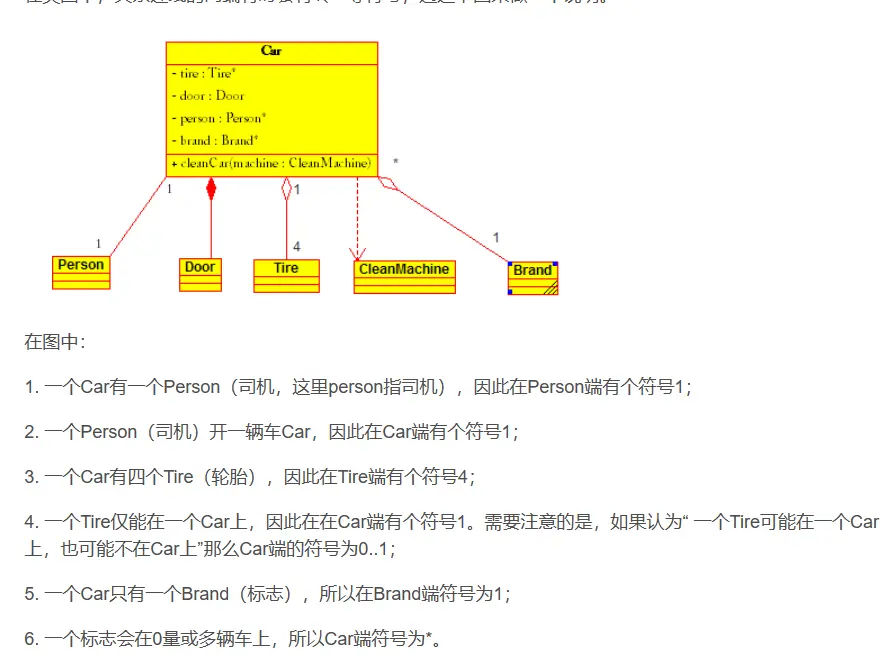 Car
- tire : Tire*
- door : Door
- person : Person*
- brand : Brand*
+ cleanCar(machine : CleanMachine)
*
1
1
1
4
1
Person
Door
Tire
CleanMachine
Brand
在图中：
1. 一个Car有一个Person（司机，这里person指司机），因此在Person端有个符号1；
2. 一个Person（司机）开一辆车Car，因此在Car端有个符号1；
3. 一个Car有四个Tire（轮胎），因此在Tire端有个符号4；
4. 一个Tire仅能在一个Car上，因此在在Car端有个符号1。需要注意的是，如果认为“ 一个Tire可能在一个Car
上，也可能不在Car上”那么Car端的符号为0..1；
5. 一个Car只有一个Brand（标志），所以在Brand端符号为1；
6. 一个标志会在0量或多辆车上，所以Car端符号为*。